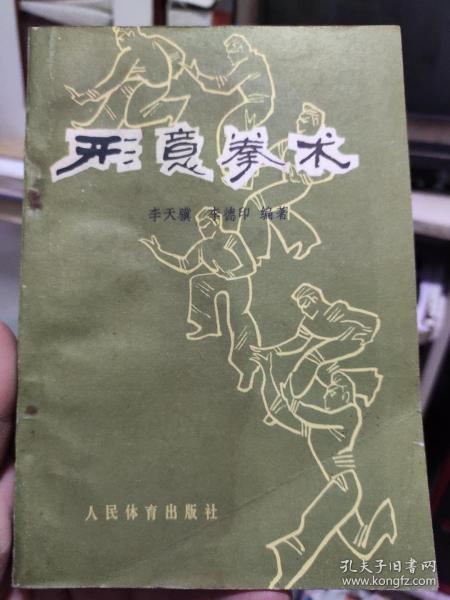 形意拳术
李天骥 李德印 编著
人民体育出版社
孔夫子旧书网
www.kongfz.com